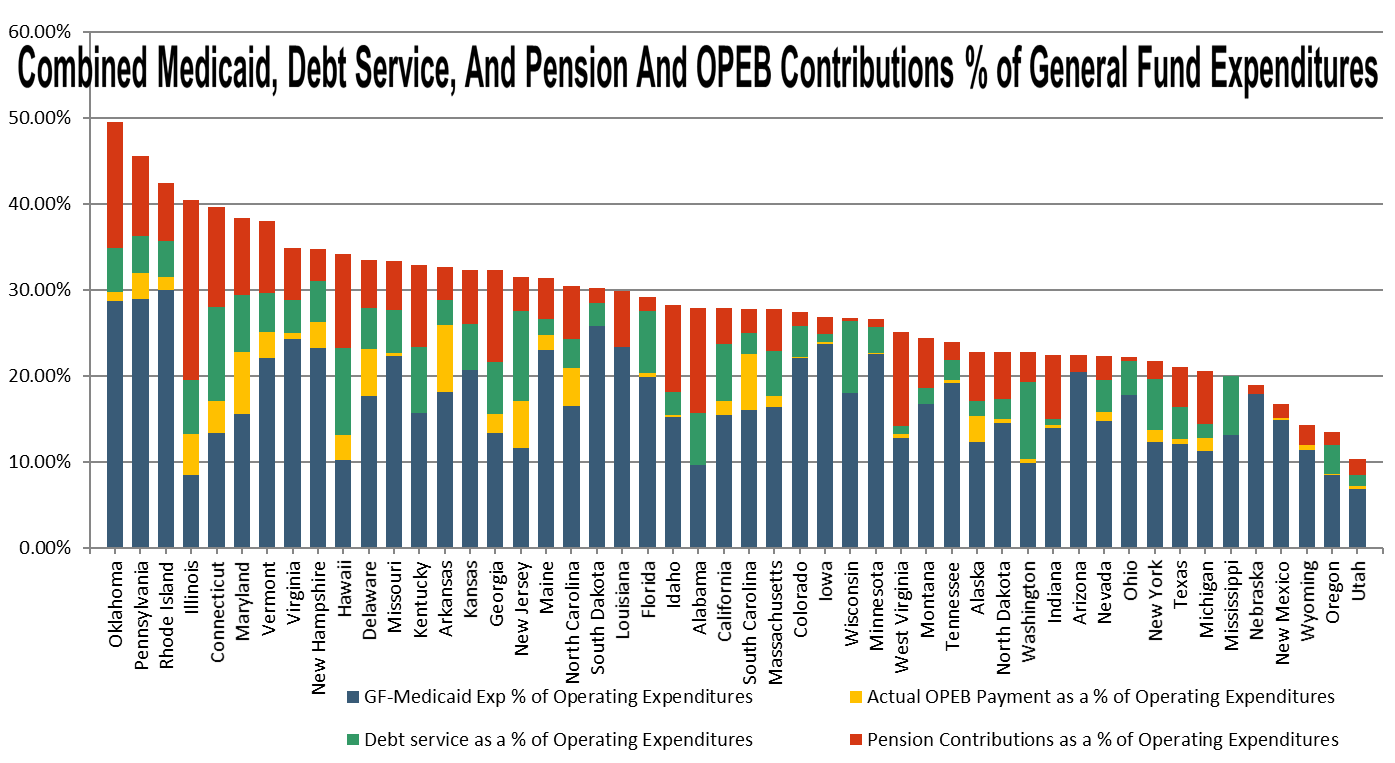 60.00%
Combined Medicaid, Debt Service, And Pension And OPEB Contributions % of General Fund Expenditures
50.00%
40.00%
30.00%
20.00%
10.00%
0.00%
Oklahoma
Pennsylvania
Rhode Island
Illinois
Connecticut
Maryland
Vermont
Virginia
New Hampshire
Hawaii
Delaware
Missouri
Kentucky
Arkansas
Kansas
Georgia
New Jersey
Maine
North Carolina
South Dakota
Louisiana
Florida
Idaho
Alabama
California
South Carolina
Massachusetts
Colorado
Iowa
Wisconsin
Minnesota
West Virginia
Montana
Tennessee
Alaska
North Dakota
Washington
Indiana
Arizona
Nevada
Ohio
New York
Texas
Michigan
Mississippi
Nebraska
New Mexico
Wyoming
Oregon
Utah
GF-Medicaid Exp % of Operating Expenditures
Actual OPEB Payment as a % of Operating Expenditures
Debt service as a % of Operating Expenditures
Pension Contributions as a % of Operating Expenditures